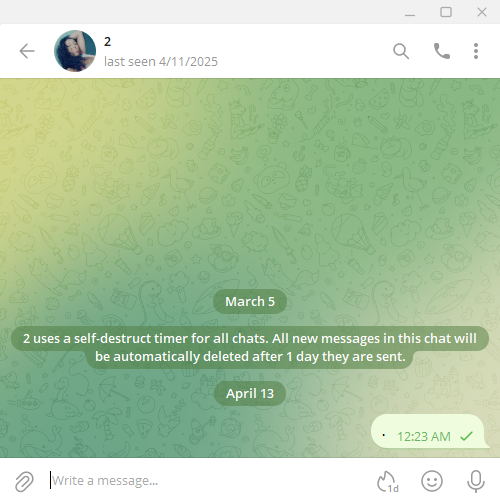 2
last seen 4/11/2025
March 5
2 uses a self-destruct timer for all chats. All new messages in this chat will
be automatically deleted after 1 day they are sent.
April 13
. 12:23 AM
Write a message...
1d